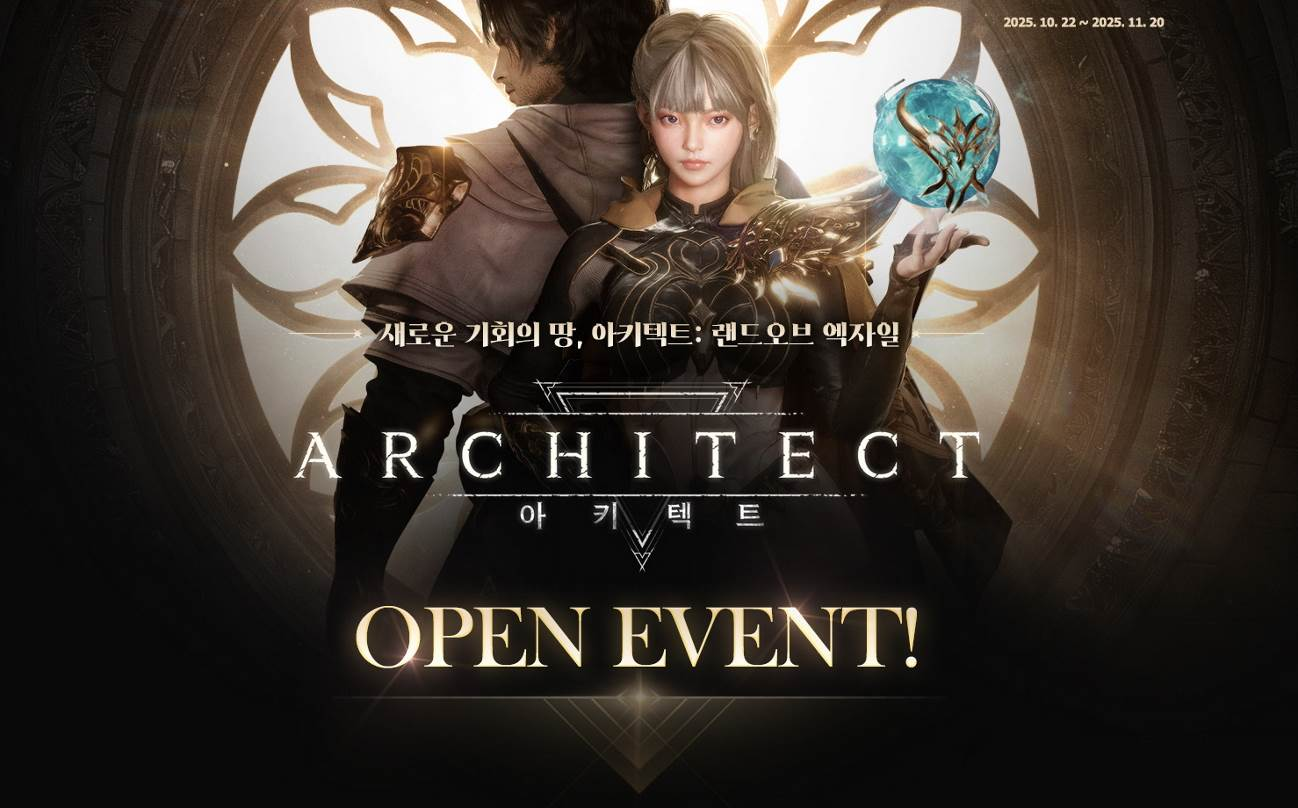 2025. 10. 22 ~ 2025. 11. 20
새로운 기회의 땅, 아키텍트: 랜드오브 엑자일
ARCHITECT
아키텍트
OPEN EVENT!